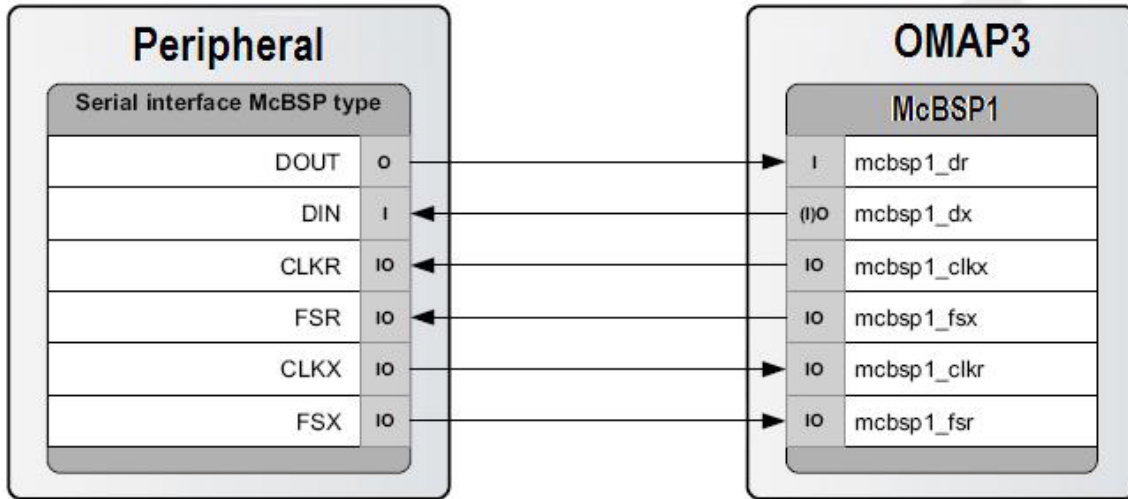 Peripheral
Serial interface McBSP type
DOUT O
DIN I
CLKR IO
FSR IO
CLKX IO
FSX IO
OMAP3
McBSP1
I mcbsp1_dr
(I)O mcbsp1_dx
IO mcbsp1_clkx
IO mcbsp1_fsx
IO mcbsp1_clkr
IO mcbsp1_fsr